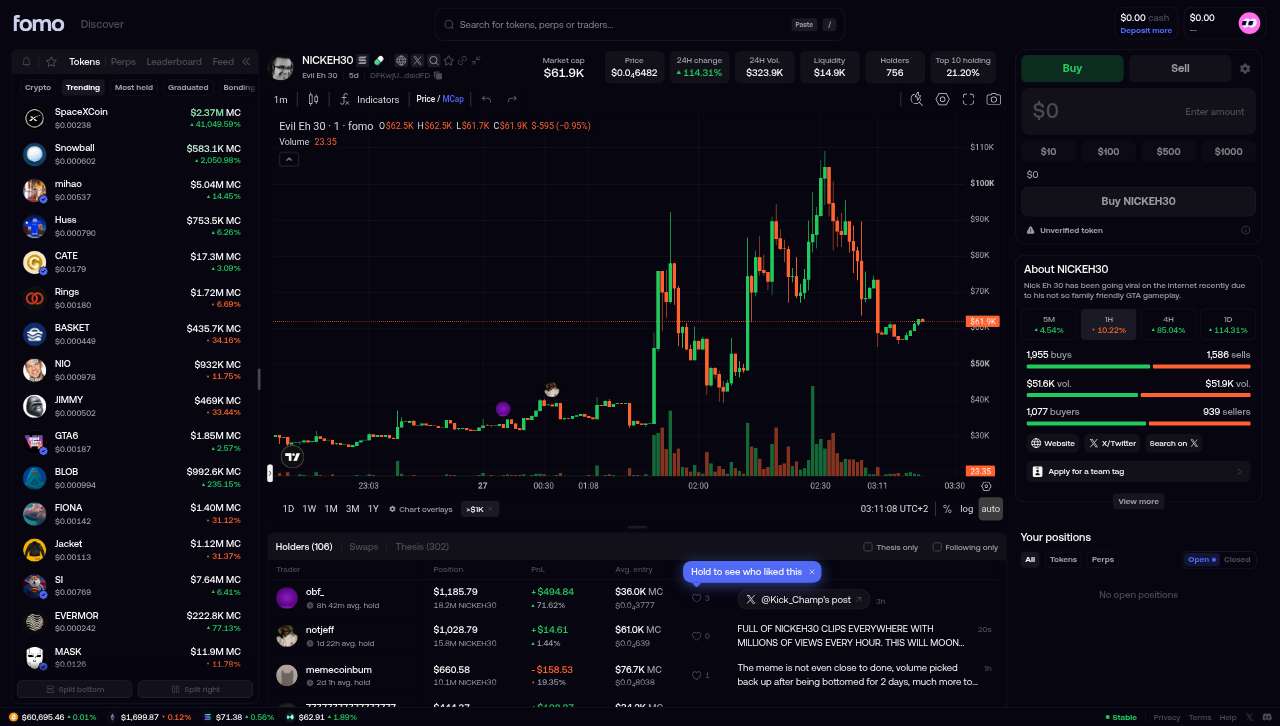 fomo Discover
Search for tokens, perps or traders... Paste /
$0.00 cash
Deposit more
$0.00
—
Tokens Perps Leaderboard Feed
Crypto Trending Most held Graduated Bonding
SpaceXCoin $2.37M MC
$0.00238 41,049.59%
Snowball $583.1K MC
$0.000602 2,050.98%
mihao $5.04M MC
$0.00537 14.45%
Huss $753.5K MC
$0.000790 6.26%
CATE $17.3M MC
$0.0179 3.09%
Rings $1.72M MC
$0.00180 6.69%
BASKET $435.7K MC
$0.000449 34.16%
NIO $932K MC
$0.000978 11.75%
JIMMY $469K MC
$0.000502 33.44%
GTA6 $1.85M MC
$0.00187 2.57%
BLOB $992.6K MC
$0.000994 235.15%
FIONA $1.40M MC
$0.00142 31.12%
Jacket $1.12M MC
$0.00113 31.37%
SI $7.64M MC
$0.00769 6.41%
EVERMOR $222.8K MC
$0.000242 77.13%
MASK $11.9M MC
$0.0126 11.78%
Split bottom Split right
NICKEH30
Evil Eh 30 5d
Market cap
$61.9K
Price
$0.0₄6482
24H change
114.31%
24H Vol.
$323.9K
Liquidity
$14.9K
Holders
756
Top 10 holding
21.20%
1m Indicators Price / MCap
Evil Eh 30 · 1 · fomo O$62.5K H$62.5K L$61.7K C$61.9K $-595 (−0.95%)
Volume 23.35
$110K
$100K
$90K
$80K
$70K
$61.9K
$60K
$50K
$40K
$30K
23.35
23:03 27 00:30 01:08 02:00 02:30 03:11 03:30
1D 1W 1M 3M 1Y Chart overlays >$1K 03:11:08 UTC+2 % log auto
Holders (106) Swaps Thesis (302) Thesis only Following only
Trader Position PnL Avg. entry
Hold to see who liked this ×
obf_ $1,185.79 +$494.84 $36.0K MC 3 @Kick_Champ's post 3h
8h 42m avg. hold 18.2M NICKEH30 71.62% $0.0₄3777
notjeff $1,028.79 +$14.61 $61.0K MC 0 FULL OF NICKEH30 CLIPS EVERYWHERE WITH 20s
1d 22h avg. hold 15.8M NICKEH30 1.44% $0.0₄639 MILLIONS OF VIEWS EVERY HOUR. THIS WILL MOON...
memecoinbum $660.58 -$158.53 $76.7K MC 1 The meme is not even close to done, volume picked 1h
2d 1h avg. hold 10.1M NICKEH30 19.35% $0.0₄8038 back up after being bottomed for 2 days, much more to...
Buy Sell
$0 Enter amount
$10 $100 $500 $1000
$0
Buy NICKEH30
Unverified token
About NICKEH30
Nick Eh 30 has been going viral on the internet recently due
to his not so family friendly GTA gameplay.
5M 1H 4H 1D
4.54% 10.22% 85.04% 114.31%
1,955 buys 1,586 sells
$51.6K vol. $51.9K vol.
1,077 buyers 939 sellers
Website X/Twitter Search on X
Apply for a team tag
View more
Your positions
All Tokens Perps Open Closed
No open positions
$60,695.46 0.01% $1,699.87 0.12% $71.38 0.56% $62.91 1.89%
Stable Privacy Terms Help